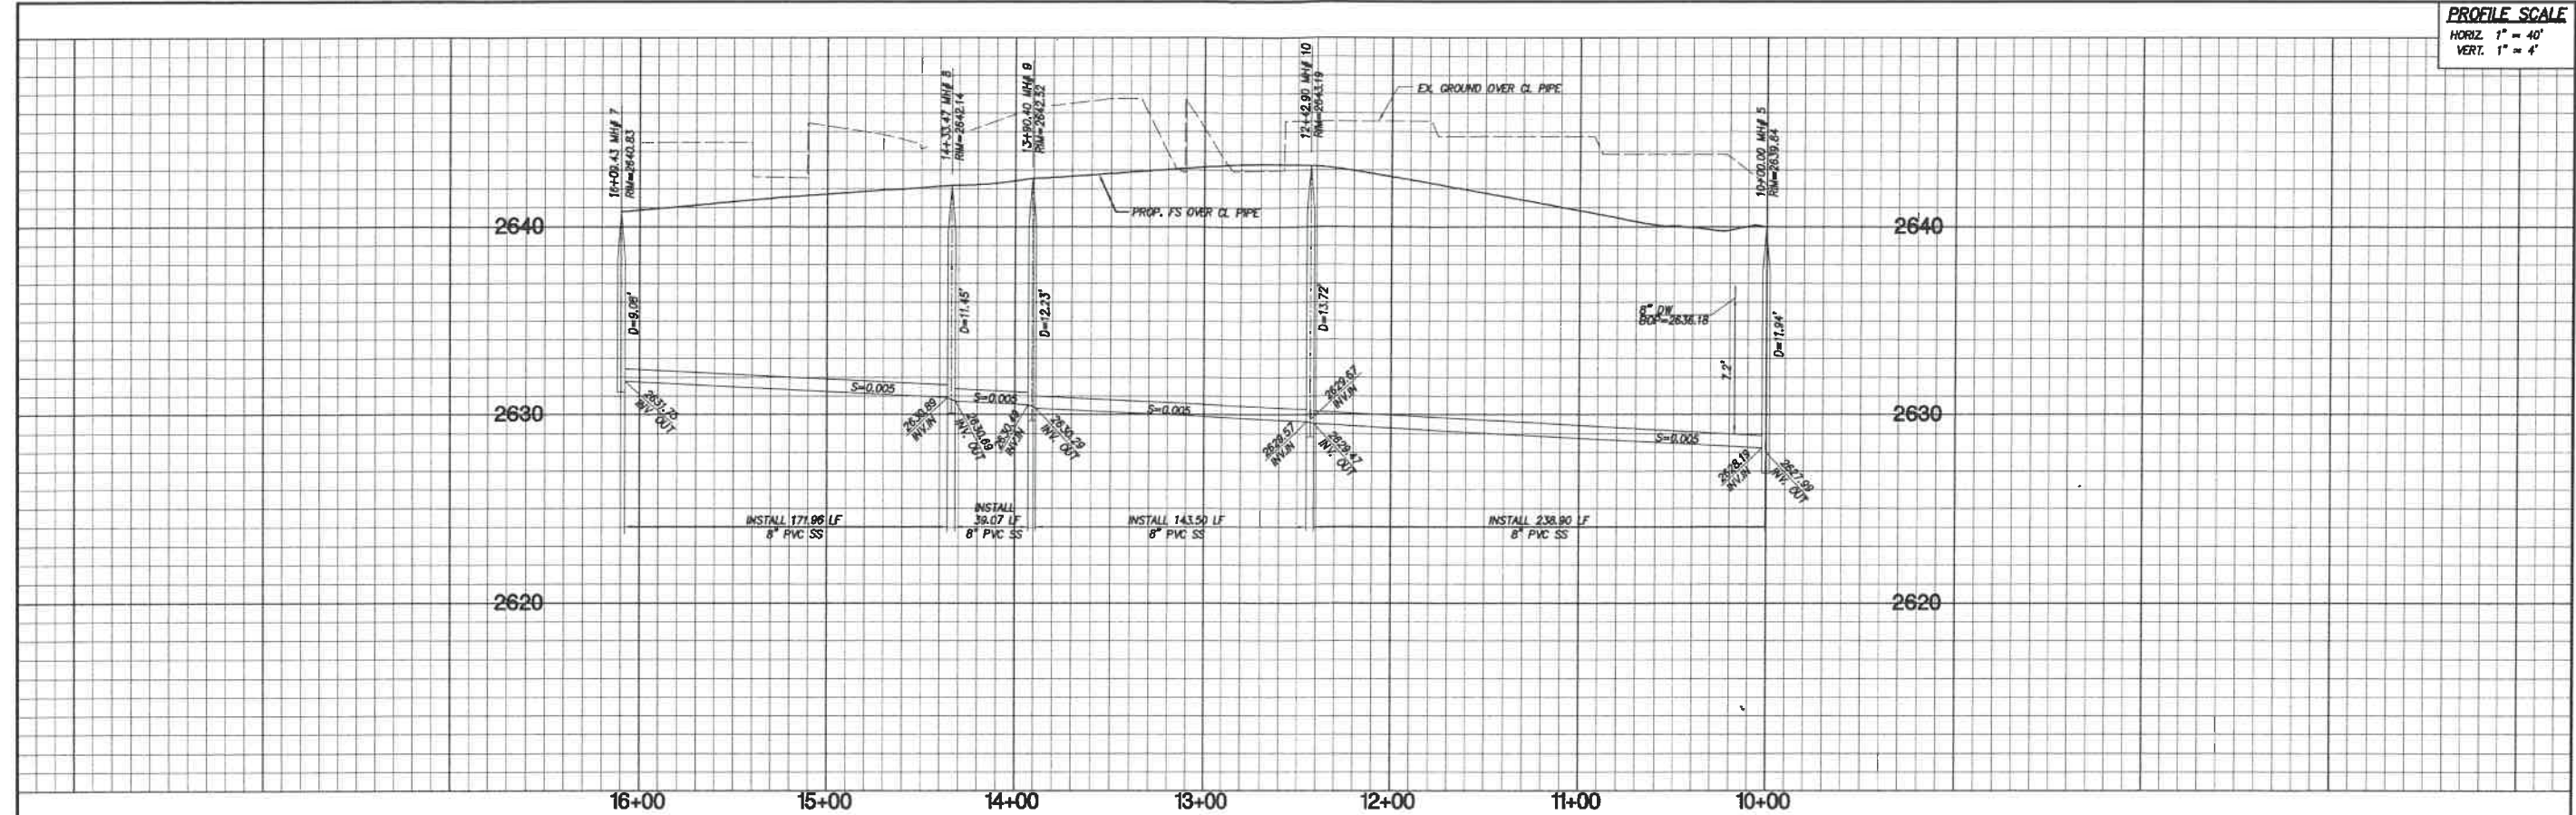 PROFILE SCALE
HORIZ. 1" = 40'
VERT. 1" = 4'
16+09.43 MH# 7
RIM=2640.83
14+33.47 MH# 8
RIM=2642.14
13+90.40 MH# 9
RIM=2642.52
12+42.90 MH# 10
RIM=2643.19
EX. GROUND OVER CL PIPE
10+00.00 MH# 5
RIM=2639.84
PROP. FS OVER CL PIPE
2640
2640
D=9.08'
D=11.45'
D=12.23'
D=13.72'
8" DW
BOP=2636.18
7.2'
D=11.94'
S=0.005
S=0.005
S=0.005
S=0.005
2630
2630
2631.75
INV. OUT
2630.89
INV.IN
2630.69
INV. OUT
2630.49
INV.IN
2630.29
INV. OUT
2629.57
INV.IN
2629.57
INV.IN
2629.47
INV. OUT
2628.19
INV.IN
2627.99
INV. OUT
INSTALL 171.96 LF
8" PVC SS
INSTALL
39.07 LF
8" PVC SS
INSTALL 143.50 LF
8" PVC SS
INSTALL 238.90 LF
8" PVC SS
2620
2620
16+00
15+00
14+00
13+00
12+00
11+00
10+00